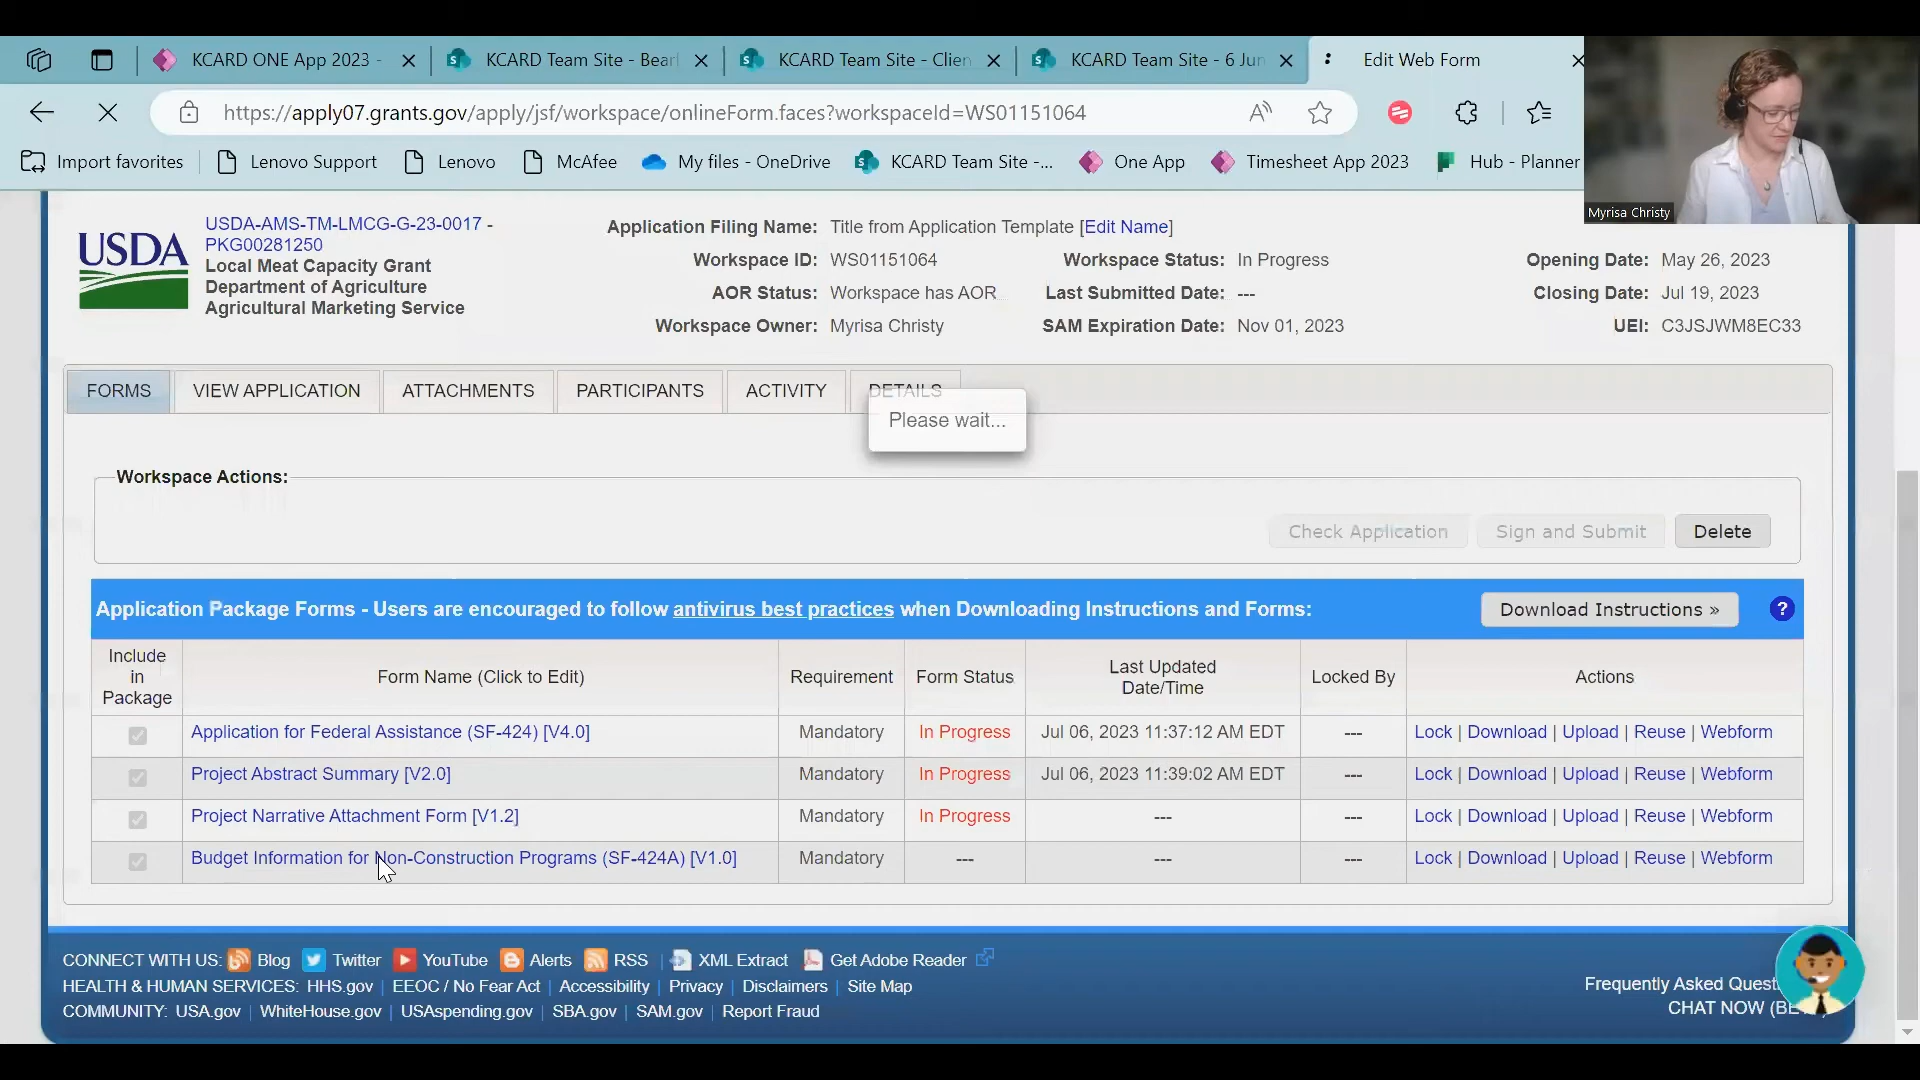 KCARD ONE App 2023 -
KCARD Team Site - Bear
KCARD Team Site - Clien
KCARD Team Site - 6 Jun
Edit Web Form
https://apply07.grants.gov/apply/jsf/workspace/onlineForm.faces?workspaceId=WS01151064
Import favorites
Lenovo Support
Lenovo
McAfee
My files - OneDrive
KCARD Team Site -...
One App
Timesheet App 2023
Hub - Planner
Myrisa Christy
USDA
USDA-AMS-TM-LMCG-G-23-0017 -
PKG00281250
Local Meat Capacity Grant
Department of Agriculture
Agricultural Marketing Service
Application Filing Name: Title from Application Template [Edit Name]
Workspace ID: WS01151064
AOR Status: Workspace has AOR
Workspace Owner: Myrisa Christy
Workspace Status: In Progress
Last Submitted Date: ---
SAM Expiration Date: Nov 01, 2023
Opening Date: May 26, 2023
Closing Date: Jul 19, 2023
UEI: C3JSJWM8EC33
FORMS
VIEW APPLICATION
ATTACHMENTS
PARTICIPANTS
ACTIVITY
DETAILS
Please wait...
Workspace Actions:
Check Application
Sign and Submit
Delete
Application Package Forms - Users are encouraged to follow antivirus best practices when Downloading Instructions and Forms:
Download Instructions »
?
Include
in
Package
Form Name (Click to Edit)
Requirement
Form Status
Last Updated
Date/Time
Locked By
Actions
Application for Federal Assistance (SF-424) [V4.0] Mandatory In Progress Jul 06, 2023 11:37:12 AM EDT --- Lock | Download | Upload | Reuse | Webform
Project Abstract Summary [V2.0] Mandatory In Progress Jul 06, 2023 11:39:02 AM EDT --- Lock | Download | Upload | Reuse | Webform
Project Narrative Attachment Form [V1.2] Mandatory In Progress --- --- Lock | Download | Upload | Reuse | Webform
Budget Information for Non-Construction Programs (SF-424A) [V1.0] Mandatory --- --- --- Lock | Download | Upload | Reuse | Webform
CONNECT WITH US: Blog Twitter YouTube Alerts RSS | XML Extract Get Adobe Reader
HEALTH & HUMAN SERVICES: HHS.gov | EEOC / No Fear Act | Accessibility | Privacy | Disclaimers | Site Map
COMMUNITY: USA.gov | WhiteHouse.gov | USAspending.gov | SBA.gov | SAM.gov | Report Fraud
Frequently Asked Quest
CHAT NOW (BE